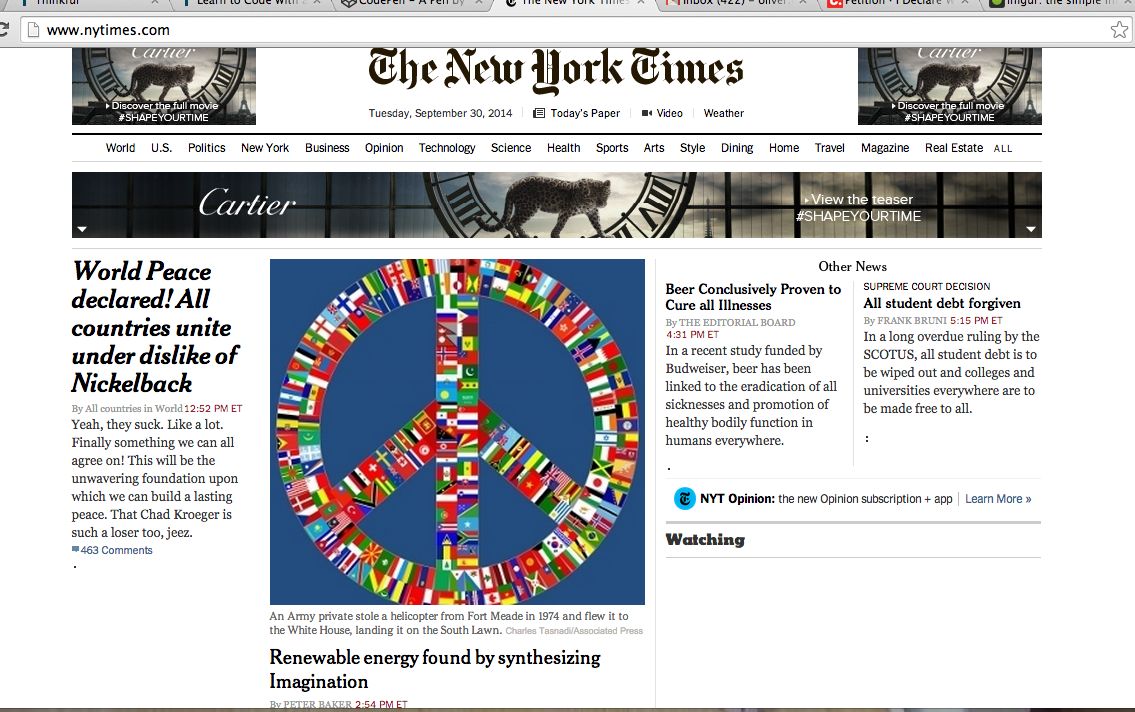 Thinkful
Learn to Code With a
CodePen – A Pen by
The New York Times
Inbox (422) – oliver.
Petition · I Declare W
imgur: the simple im
www.nytimes.com
Cartier
Discover the full movie
#SHAPEYOURTIME
The New York Times
Cartier
Discover the full movie
#SHAPEYOURTIME
Tuesday, September 30, 2014 Today's Paper Video Weather
World U.S. Politics New York Business Opinion Technology Science Health Sports Arts Style Dining Home Travel Magazine Real Estate ALL
Cartier
View the teaser
#SHAPEYOURTIME
World Peace
declared! All
countries unite
under dislike of
Nickelback
By All countries in World 12:52 PM ET
Yeah, they suck. Like a lot.
Finally something we can all
agree on! This will be the
unwavering foundation upon
which we can build a lasting
peace. That Chad Kroeger is
such a loser too, jeez.
463 Comments
.
An Army private stole a helicopter from Fort Meade in 1974 and flew it to
the White House, landing it on the South Lawn. Charles Tasnadi/Associated Press
Renewable energy found by synthesizing
Imagination
By PETER BAKER 2:54 PM ET
Other News
Beer Conclusively Proven to
Cure all Illnesses
By THE EDITORIAL BOARD
4:31 PM ET
In a recent study funded by
Budweiser, beer has been
linked to the eradication of all
sicknesses and promotion of
healthy bodily function in
humans everywhere.
.
SUPREME COURT DECISION
All student debt forgiven
By FRANK BRUNI 5:15 PM ET
In a long overdue ruling by the
SCOTUS, all student debt is to
be wiped out and colleges and
universities everywhere are to
be made free to all.
:
NYT Opinion: the new Opinion subscription + app Learn More »
Watching